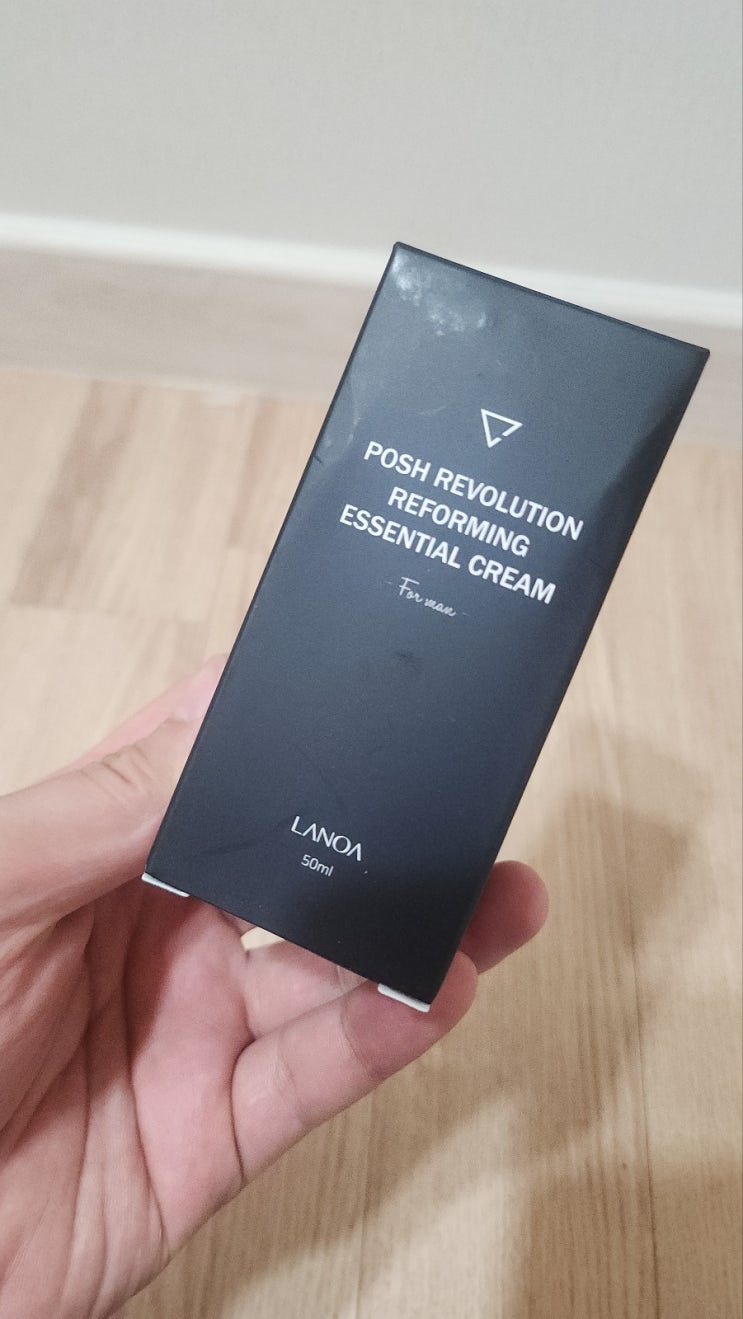 POSH REVOLUTION
REFORMING
ESSENTIAL CREAM
For man
LANOA
50ml